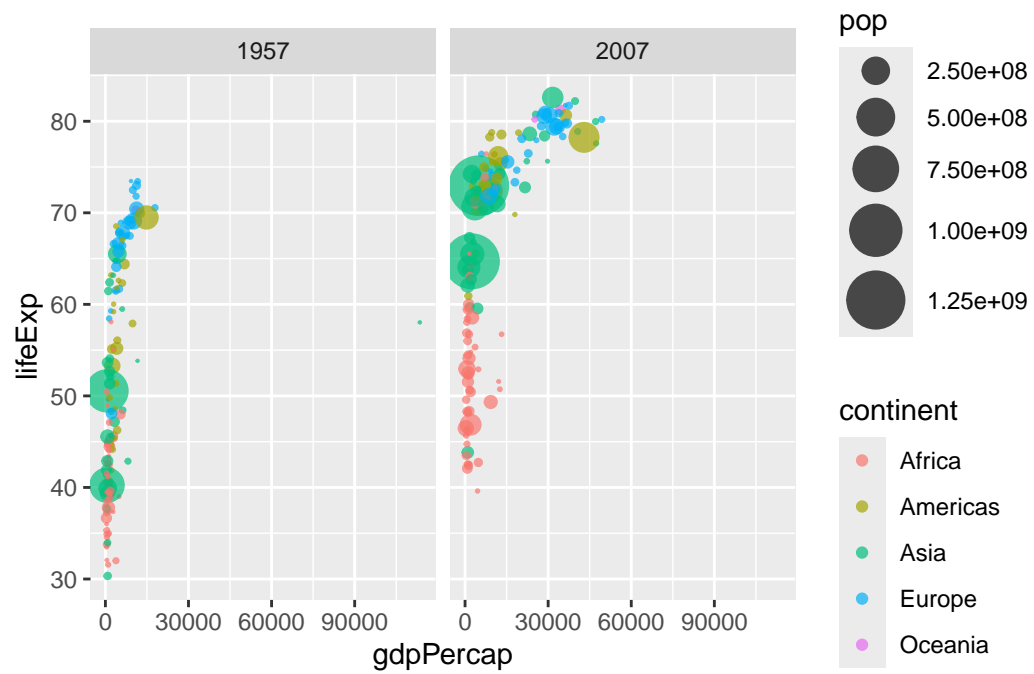 1957
2007
lifeExp
80
70
60
50
40
30
0 30000 60000 90000
0 30000 60000 90000
gdpPercap
pop
2.50e+08
5.00e+08
7.50e+08
1.00e+09
1.25e+09
continent
Africa
Americas
Asia
Europe
Oceania